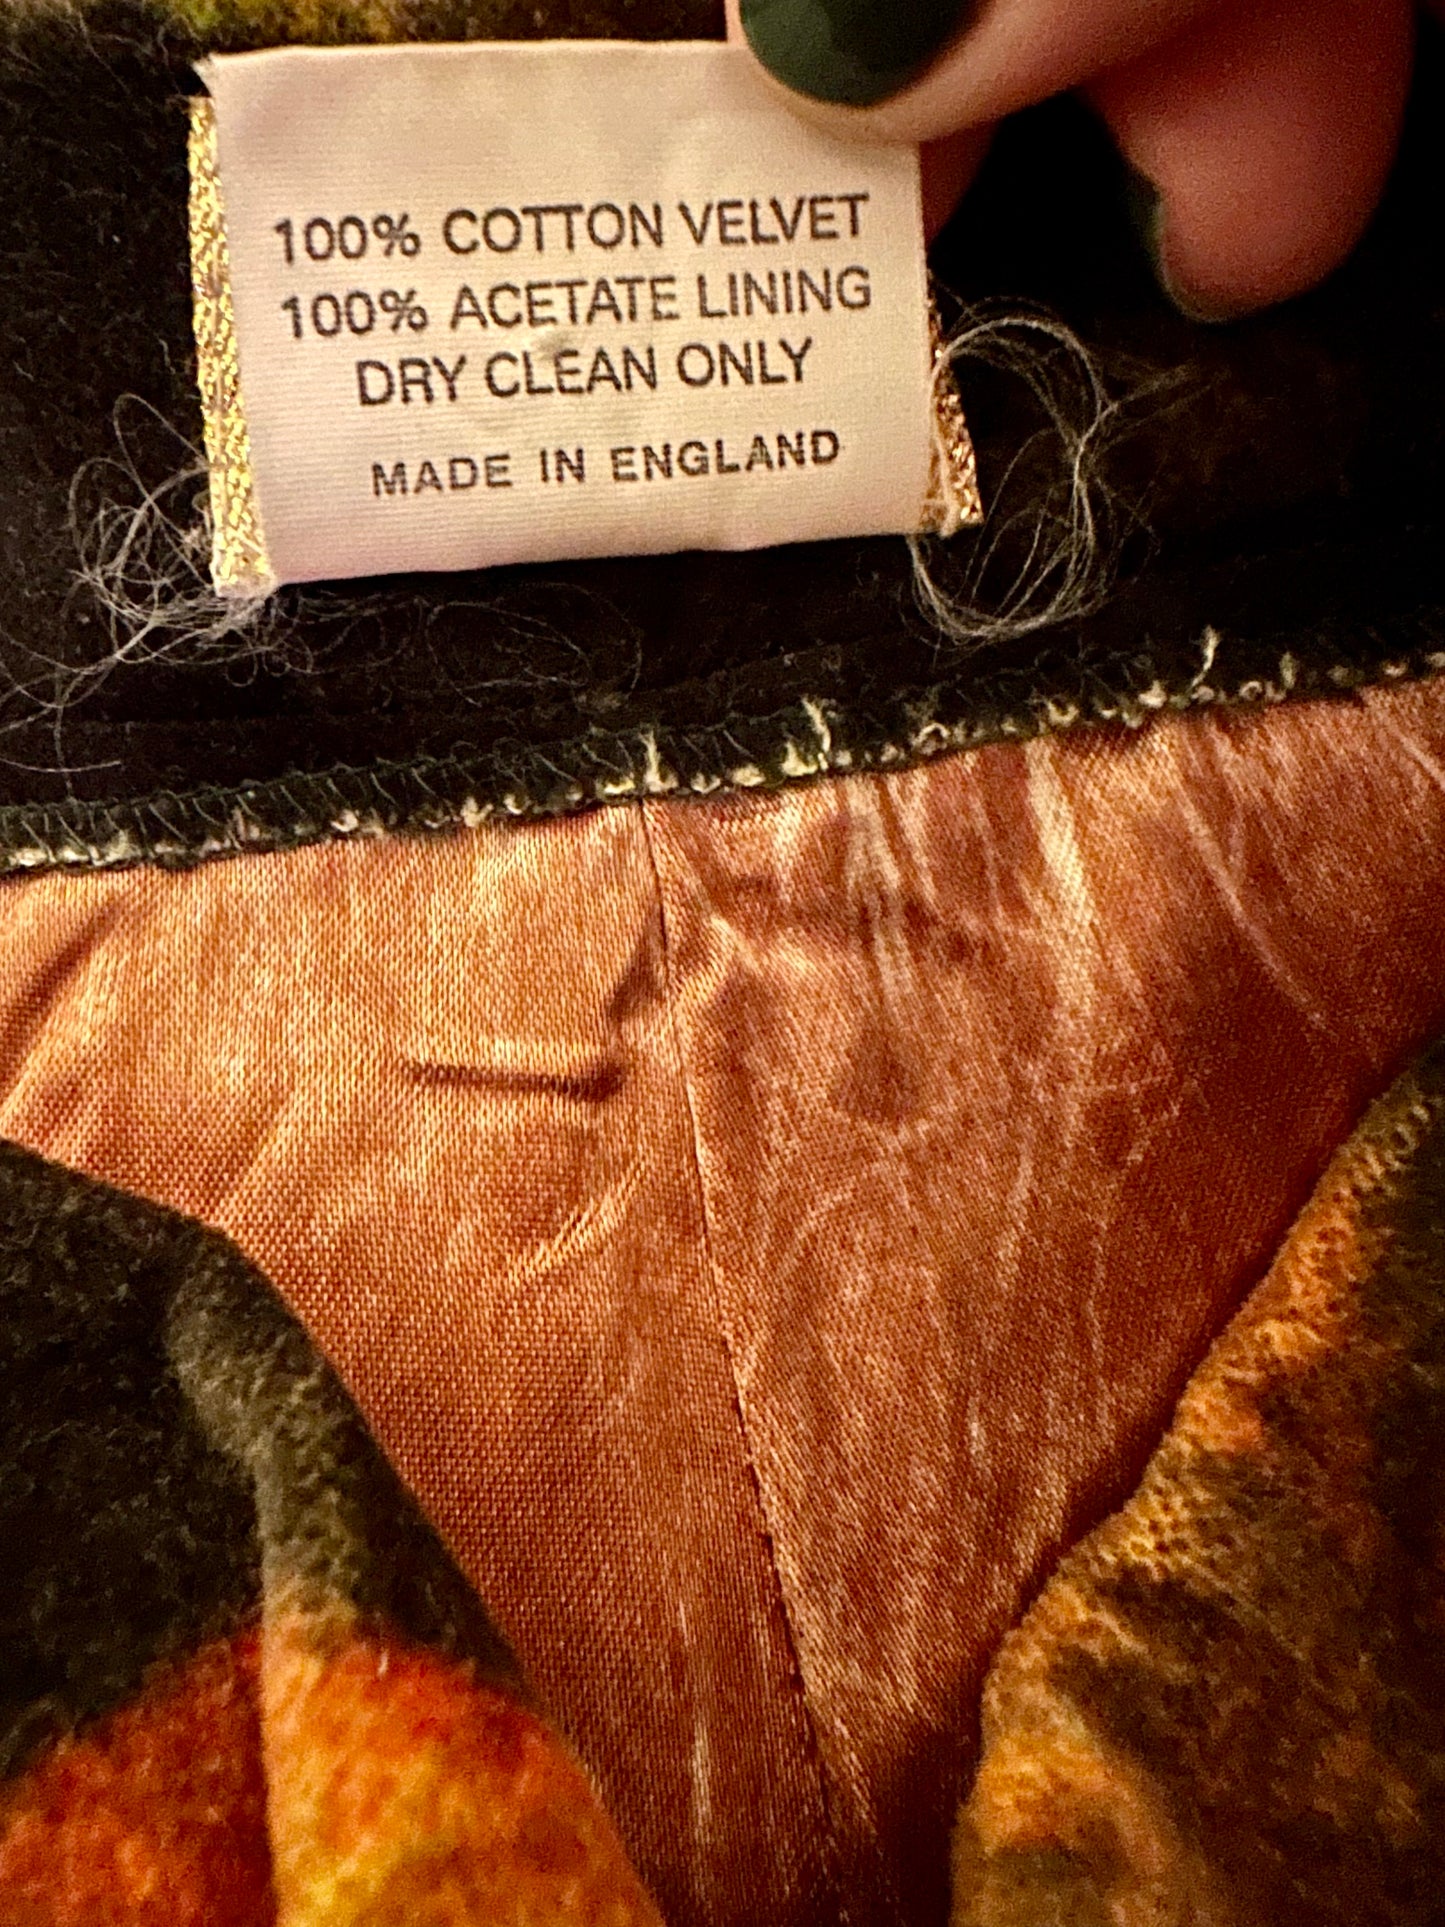 100% COTTON VELVET
100% ACETATE LINING
DRY CLEAN ONLY
MADE IN ENGLAND